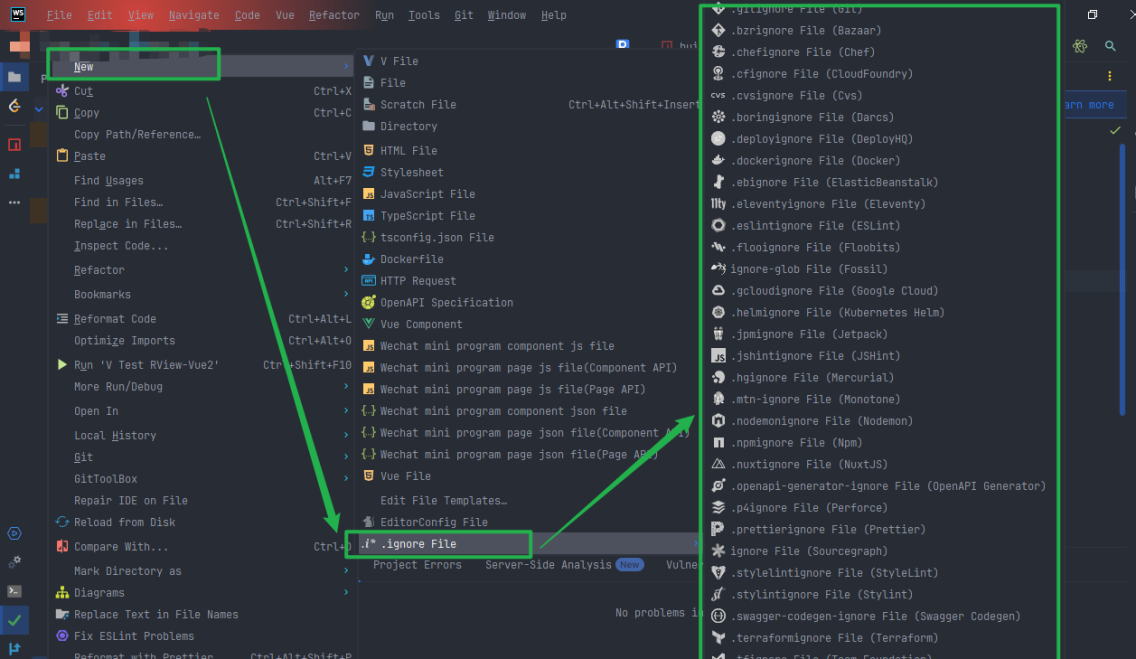 WS File Edit View Navigate Code Vue Refactor Run Tools Git Window Help
New
Cut Ctrl+X
Copy Ctrl+C
Copy Path/Reference…
Paste Ctrl+V
Find Usages Alt+F7
Find in Files… Ctrl+Shift+F
Replace in Files… Ctrl+Shift+R
Inspect Code...
Refactor
Bookmarks
Reformat Code Ctrl+Alt+L
Optimize Imports Ctrl+Alt+O
Run 'V Test RView-Vue2' Ctrl+Shift+F10
More Run/Debug
Open In
Local History
Git
GitToolBox
Repair IDE on File
Reload from Disk
Compare With... Ctrl+D
Mark Directory as
Diagrams
Replace Text in File Names
Fix ESLint Problems
Reformat with Prettier Ctrl+Alt+Shift+P
V File
File
Scratch File Ctrl+Alt+Shift+Insert
Directory
HTML File
Stylesheet
JavaScript File
TypeScript File
tsconfig.json File
Dockerfile
HTTP Request
OpenAPI Specification
Vue Component
Wechat mini program component js file
Wechat mini program page js file(Component API)
Wechat mini program page js file(Page API)
Wechat mini program component json file
Wechat mini program page json file(Component API)
Wechat mini program page json file(Page API)
Vue File
Edit File Templates…
EditorConfig File
.i* .ignore File
Project Errors Server-Side Analysis New Vulner
No problems in
.gitignore File (Git)
.bzrignore File (Bazaar)
.chefignore File (Chef)
.cfignore File (CloudFoundry)
CVS .cvsignore File (Cvs)
.boringignore File (Darcs)
.deployignore File (DeployHQ)
.dockerignore File (Docker)
.ebignore File (ElasticBeanstalk)
11ty .eleventyignore File (Eleventy)
.eslintignore File (ESLint)
.flooignore File (Floobits)
ignore-glob File (Fossil)
.gcloudignore File (Google Cloud)
.helmignore File (Kubernetes Helm)
.jpmignore File (Jetpack)
JS .jshintignore File (JSHint)
.hgignore File (Mercurial)
.mtn-ignore File (Monotone)
.nodemonignore File (Nodemon)
.npmignore File (Npm)
.nuxtignore File (NuxtJS)
.openapi-generator-ignore File (OpenAPI Generator)
.p4ignore File (Perforce)
.prettierignore File (Prettier)
ignore File (Sourcegraph)
.stylelintignore File (StyleLint)
.stylintignore File (Stylint)
.swagger-codegen-ignore File (Swagger Codegen)
.terraformignore File (Terraform)
.tfignore File (Team Foundation)
arn more